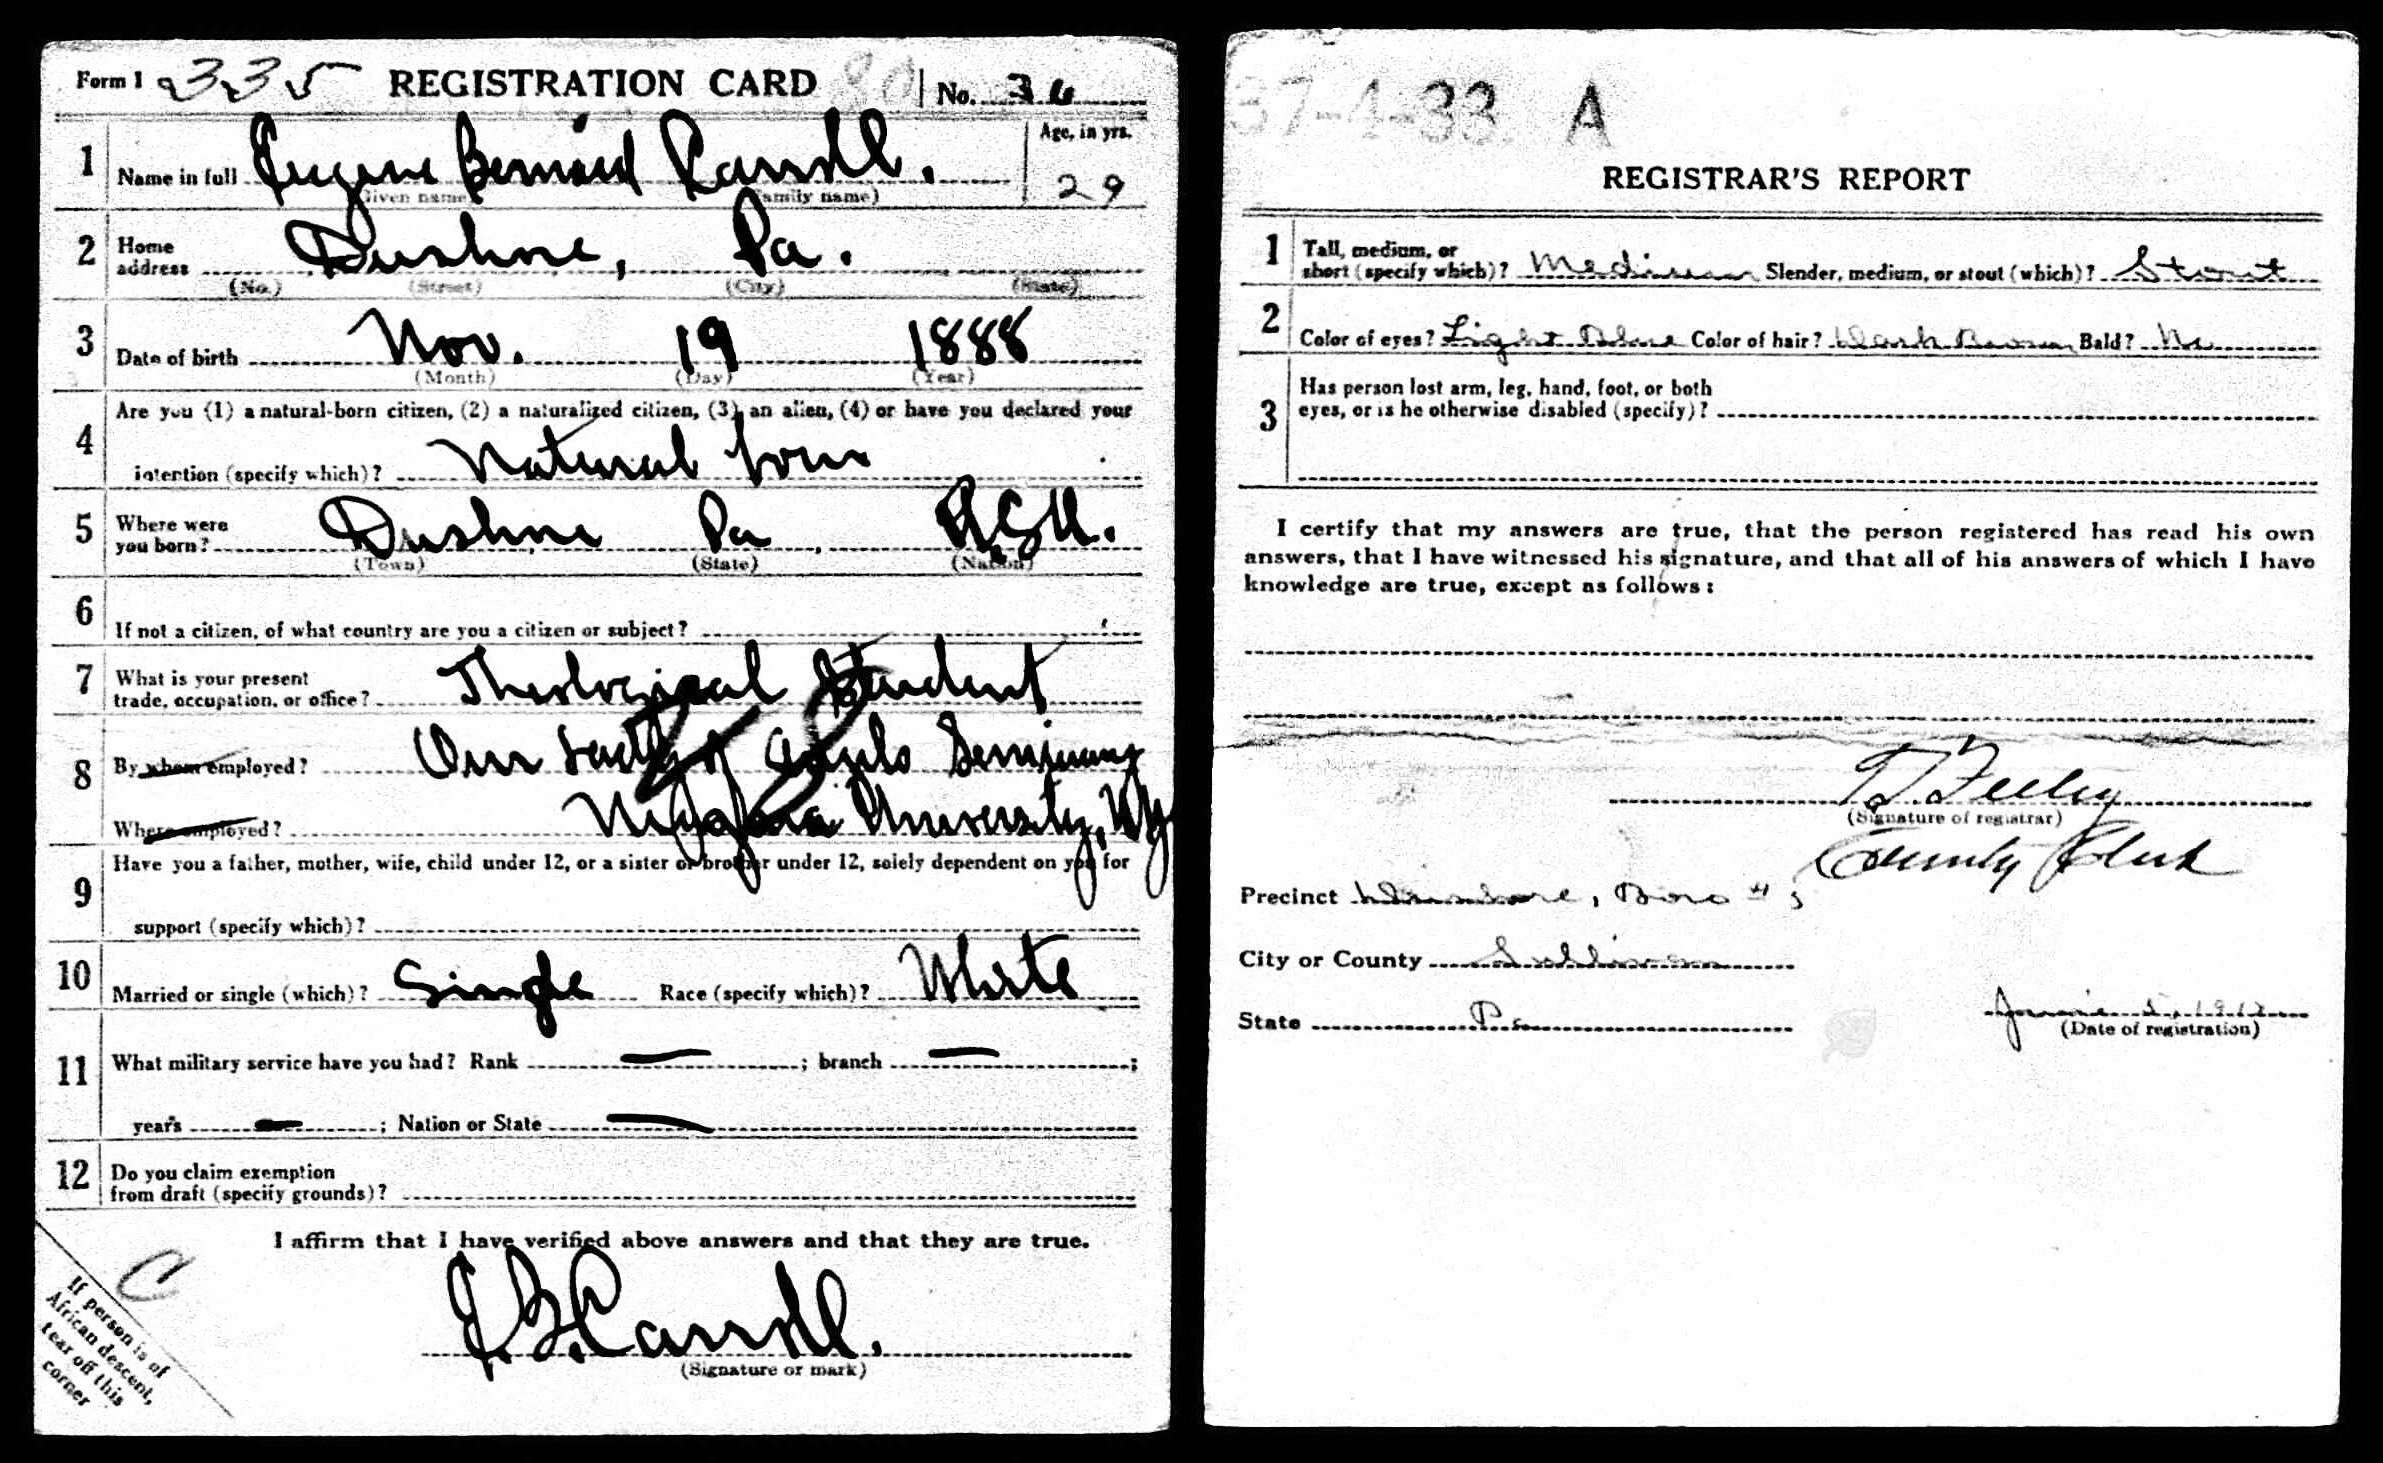 Form 1 335 REGISTRATION CARD No. 36
1 Name in full Eugene Bernard Carroll. Age, in yrs. 29
(Given name) (Family name)
2 Home address Dushore, Pa.
(No.) (Street) (City) (State)
3 Date of birth Nov. 19 1888
(Month) (Day) (Year)
4 Are you (1) a natural-born citizen, (2) a naturalized citizen, (3) an alien, (4) or have you declared your
intention (specify which)? Natural born
5 Where were you born? Dushore Pa U.S.A.
(Town) (State) (Nation)
6 If not a citizen, of what country are you a citizen or subject?
7 What is your present
trade, occupation, or office? Theological Student
8 By whom employed? Our Lady of Angels Seminary
Where employed? Niagara University, N.Y.
9 Have you a father, mother, wife, child under 12, or a sister or brother under 12, solely dependent on you for
support (specify which)?
10 Married or single (which)? Single Race (specify which)? White
11 What military service have you had? Rank — ; branch — ;
years — ; Nation or State —
12 Do you claim exemption
from draft (specify grounds)?
I affirm that I have verified above answers and that they are true.
C
E. B. Carroll.
(Signature or mark)
If person is of
African descent,
tear off this
corner
37-4-33 A
REGISTRAR'S REPORT
1 Tall, medium, or
short (specify which)? Medium Slender, medium, or stout (which)? Stout
2 Color of eyes? Light Blue Color of hair? Dark Brown Bald? No
3 Has person lost arm, leg, hand, foot, or both
eyes, or is he otherwise disabled (specify)?
I certify that my answers are true, that the person registered has read his own
answers, that I have witnessed his signature, and that all of his answers of which I have
knowledge are true, except as follows:
Feeley
(Signature of registrar)
County Clerk
Precinct Dushore, Boro #
City or County Sullivan
State Pa June 5, 1917
(Date of registration)